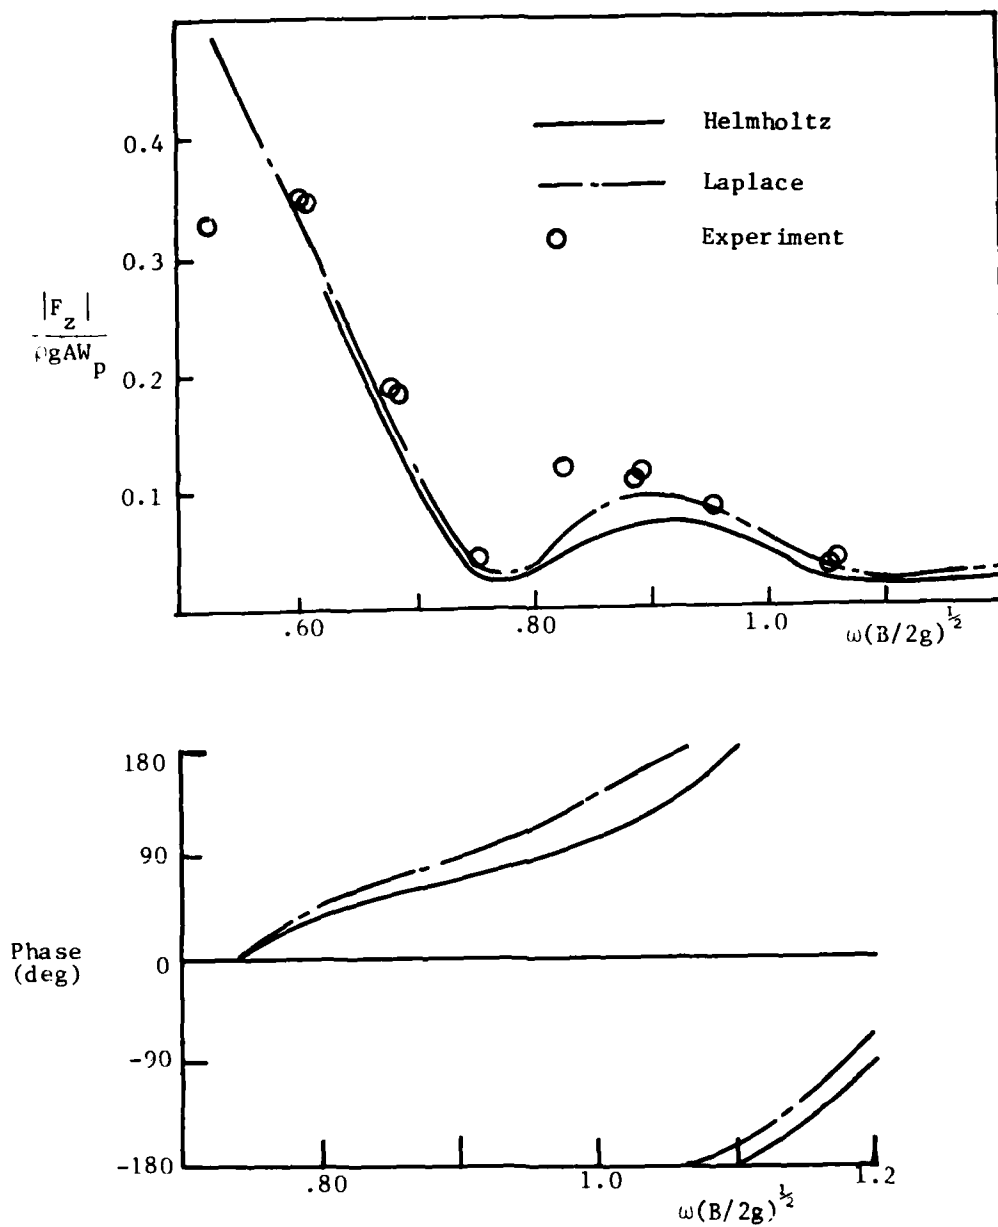 Helmholtz
Laplace
Experiment
0.4
0.3
0.2
0.1
|F_z|
ρgAW_p
.60
.80
1.0
ω(B/2g)^½
180
90
Phase
(deg)
0
-90
-180
.80
1.0
1.2
ω(B/2g)^½